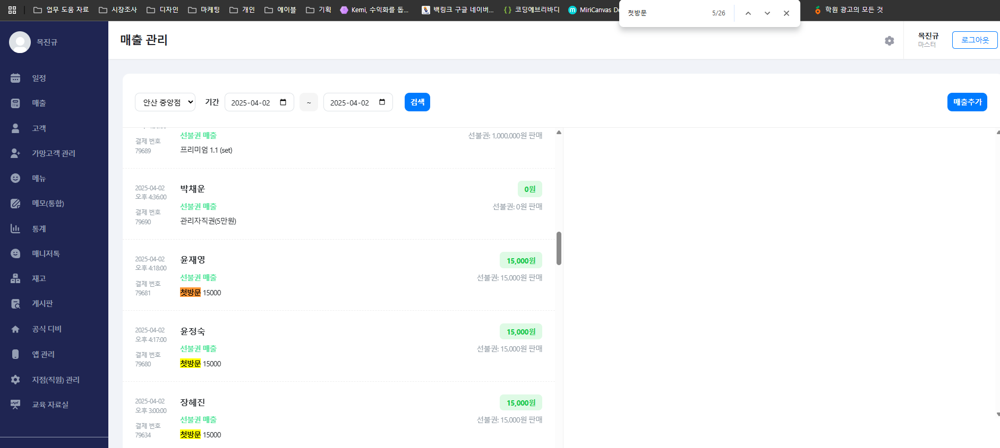 업무 도움 자료
시장조사
디자인
마케팅
개인
에이블
기획
Kemi, 수익화를 돕...
백링크 구글 네이버...
코딩에브리바디
MiriCanvas De
첫방문
5/26
학원 광고의 모든 것
목진규
매출 관리
목진규
마스터
로그아웃
일정
매출
고객
가망고객 관리
메뉴
메모(통합)
통계
매니저톡
재고
게시판
공식 디비
앱 관리
지점(직원) 관리
교육 자료실
안산 중앙점
기간
2025-04-02
~
2025-04-02
검색
매출추가
선불권 매출
선불권: 1,000,000원 판매
결제 번호
79689
프리미엄 1.1 (set)
2025-04-02
오후 4:36:00
박채운
0원
선불권 매출
선불권: 0원 판매
결제 번호
79690
관리자직권(5만원)
2025-04-02
오후 4:18:00
윤재영
15,000원
선불권 매출
선불권: 15,000원 판매
결제 번호
79681
첫방문 15000
2025-04-02
오후 4:17:00
윤정숙
15,000원
선불권 매출
선불권: 15,000원 판매
결제 번호
79680
첫방문 15000
2025-04-02
오후 3:00:00
장혜진
15,000원
선불권 매출
선불권: 15,000원 판매
결제 번호
79634
첫방문 15000